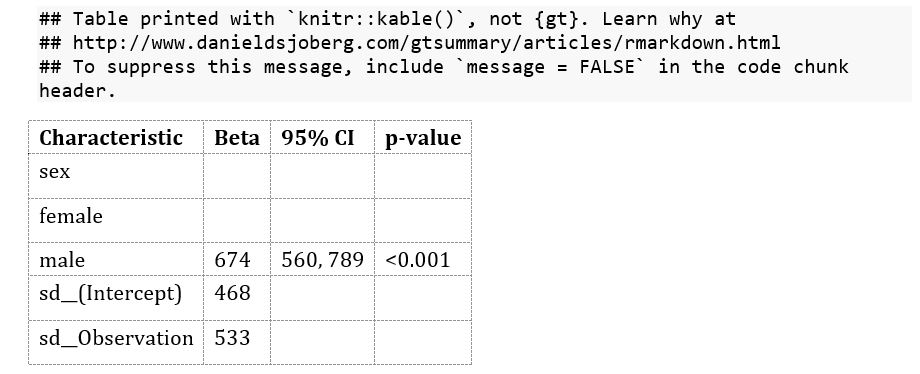 ## Table printed with `knitr::kable()`, not {gt}. Learn why at
## http://www.danieldsjoberg.com/gtsummary/articles/rmarkdown.html
## To suppress this message, include `message = FALSE` in the code chunk
header.
Characteristic Beta 95% CI p-value
sex
female
male 674 560, 789 <0.001
sd__(Intercept) 468
sd__Observation 533